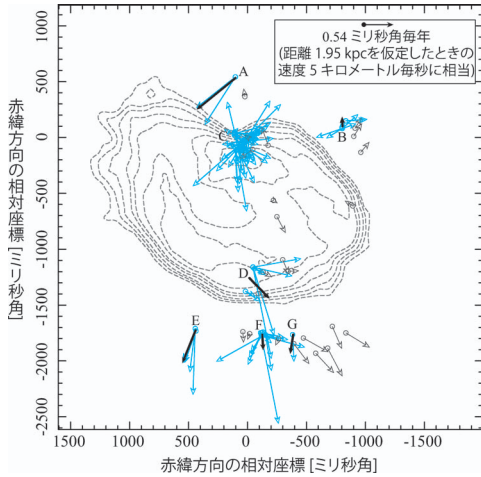 0.54 ミリ秒角毎年
(距離 1.95 kpcを仮定したときの
速度 5 キロメートル毎秒に相当)
赤緯方向の相対座標 [ミリ秒角]
1000
500
0
-500
-1000
-1500
-2000
-2500
A
B
C
D
E
F
G
1500 1000 500 0 -500 -1000 -1500
赤緯方向の相対座標 [ミリ秒角]